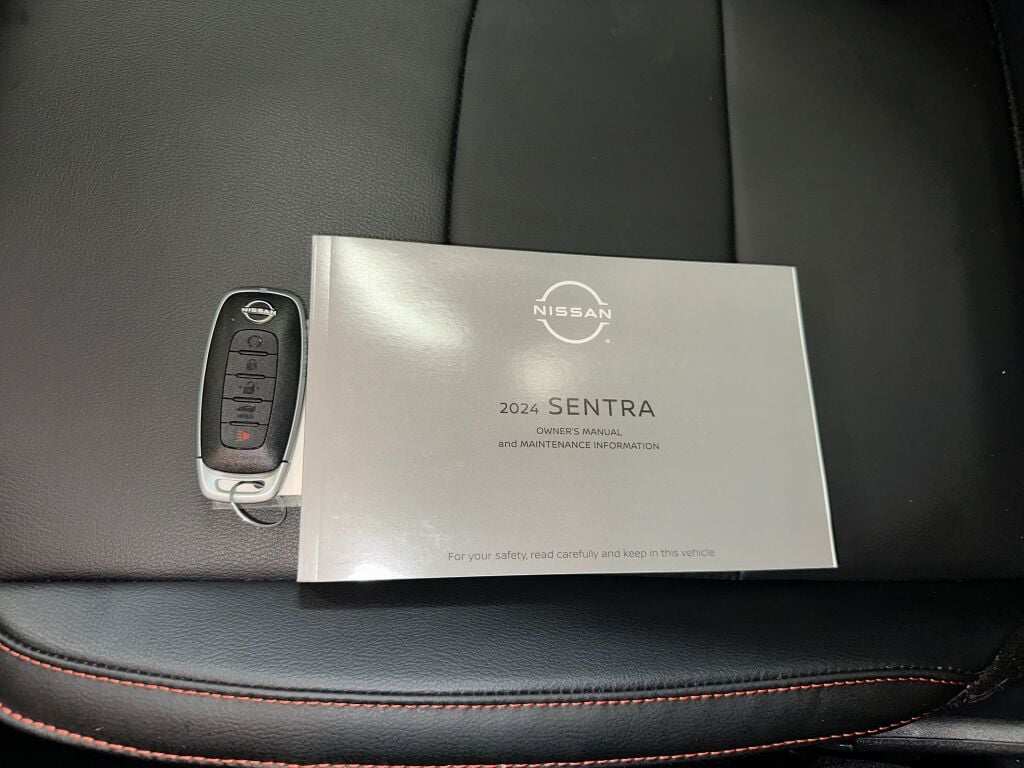 NISSAN
HOLD
NISSAN
2024 SENTRA
OWNER'S MANUAL
and MAINTENANCE INFORMATION
For your safety, read carefully and keep in this vehicle.